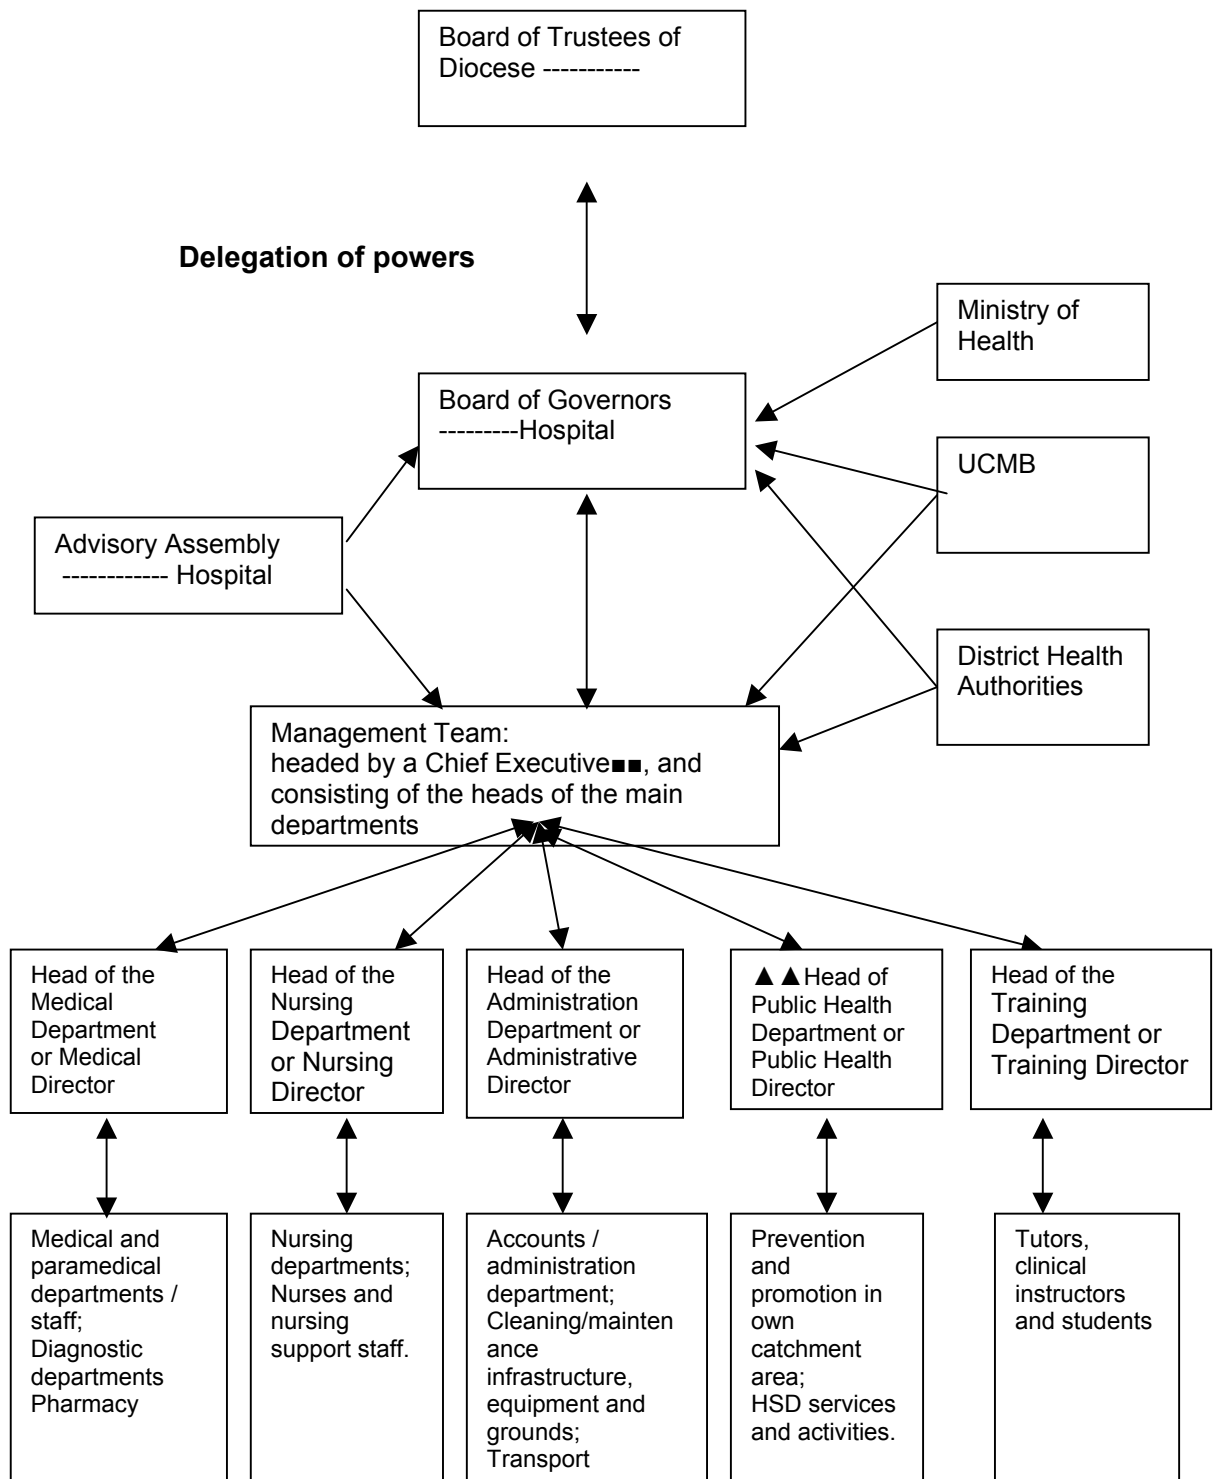 Board of Trustees of
Diocese -----------
Delegation of powers
Ministry of
Health
Board of Governors
---------Hospital
UCMB
Advisory Assembly
------------ Hospital
District Health
Authorities
Management Team:
headed by a Chief Executive■■, and
consisting of the heads of the main
departments
Head of the
Medical
Department
or Medical
Director
Head of the
Nursing
Department
or Nursing
Director
Head of the
Administration
Department or
Administrative
Director
▲ ▲Head of
Public Health
Department or
Public Health
Director
Head of the
Training
Department or
Training Director
Medical and
paramedical
departments /
staff;
Diagnostic
departments
Pharmacy
Nursing
departments;
Nurses and
nursing
support staff.
Accounts /
administration
department;
Cleaning/mainten
ance
infrastructure,
equipment and
grounds;
Transport
Prevention
and
promotion in
own
catchment
area;
HSD services
and activities.
Tutors,
clinical
instructors
and students